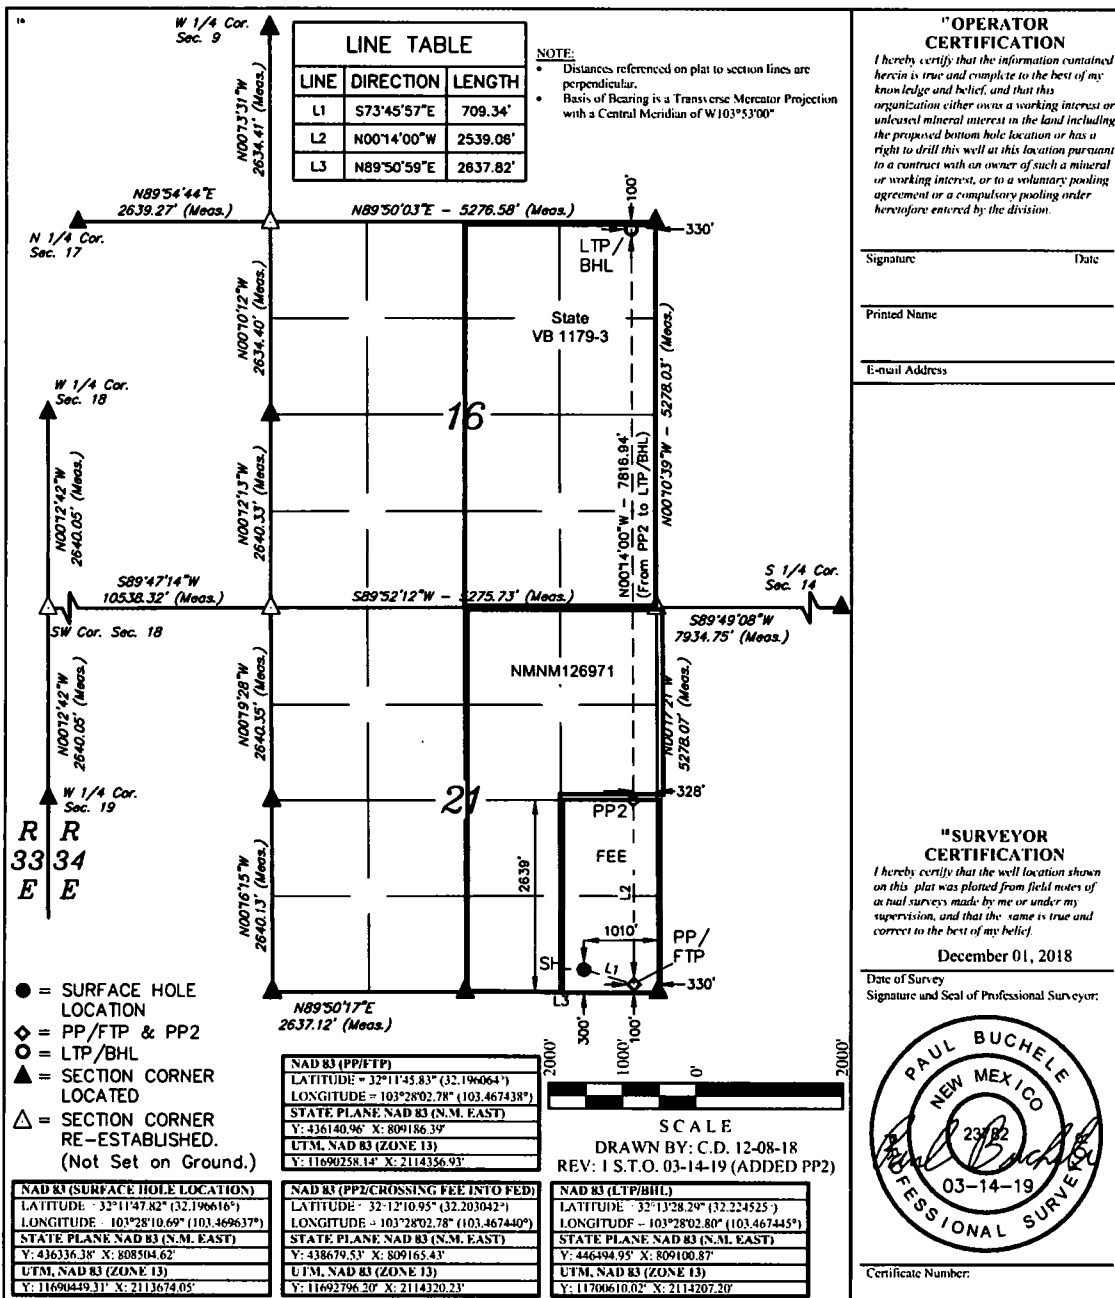 16
W 1/4 Cor.
Sec. 9
LINE TABLE
LINE DIRECTION LENGTH
L1 S73°45'57"E 709.34'
L2 N00°14'00"W 2539.06'
L3 N89°50'59"E 2637.82'
NOTE:
• Distances referenced on plat to section lines are
perpendicular.
• Basis of Bearing is a Transverse Mercator Projection
with a Central Meridian of W103°53'00"
N00°13'31"W
2634.41' (Meas.)
N89°54'44"E
2639.27' (Meas.)
N89°50'03"E - 5276.58' (Meas.)
100'
330'
N 1/4 Cor.
Sec. 17
LTP/
BHL
N00°10'12"W
2634.40' (Meas.)
State
VB 1179-3
N00°10'39"W - 5278.03' (Meas.)
W 1/4 Cor.
Sec. 18
16
N00°12'42"W
2640.05' (Meas.)
N00°12'13"W
2640.33' (Meas.)
N00°14'00"W - 7816.94'
(From PP2 to LTP/BHL)
S89°47'14"W
10538.32' (Meas.)
S89°52'12"W - 5275.73' (Meas.)
S 1/4 Cor.
Sec. 14
SW Cor. Sec. 18
S89°49'08"W
7934.75' (Meas.)
N00°12'42"W
2640.05' (Meas.)
N00°19'28"W
2640.35' (Meas.)
NMNM126971
N00°17'21"W
5278.07' (Meas.)
W 1/4 Cor.
Sec. 19
21
328'
PP2
R R
33 34
E E
FEE
2639'
L2
N00°16'15"W
2640.13' (Meas.)
1010'
PP/
FTP
SH
L1
330'
L3
N89°50'17"E
2637.12' (Meas.)
300'
100'
● = SURFACE HOLE
LOCATION
◇ = PP/FTP & PP2
○ = LTP/BHL
▲ = SECTION CORNER
LOCATED
△ = SECTION CORNER
RE-ESTABLISHED.
(Not Set on Ground.)
2000' 1000' 0' 2000'
SCALE
DRAWN BY: C.D. 12-08-18
REV: 1 S.T.O. 03-14-19 (ADDED PP2)
NAD 83 (PP/FTP)
LATITUDE = 32°11'45.83" (32.196064°)
LONGITUDE = 103°28'02.78" (103.467438°)
STATE PLANE NAD 83 (N.M. EAST)
Y: 436140.96' X: 809186.39'
UTM, NAD 83 (ZONE 13)
Y: 11690258.14' X: 2114356.93'
NAD 83 (SURFACE HOLE LOCATION)
LATITUDE = 32°11'47.82" (32.196616°)
LONGITUDE = 103°28'10.69" (103.469637°)
STATE PLANE NAD 83 (N.M. EAST)
Y: 436336.38' X: 808504.62'
UTM, NAD 83 (ZONE 13)
Y: 11690449.31' X: 2113674.05'
NAD 83 (PP2/CROSSING FEE INTO FED)
LATITUDE = 32°12'10.95" (32.203042°)
LONGITUDE = 103°28'02.78" (103.467440°)
STATE PLANE NAD 83 (N.M. EAST)
Y: 438679.53' X: 809165.43'
UTM, NAD 83 (ZONE 13)
Y: 11692796.20' X: 2114320.23'
NAD 83 (LTP/BHL)
LATITUDE = 32°13'28.29" (32.224525°)
LONGITUDE = 103°28'02.80" (103.467445°)
STATE PLANE NAD 83 (N.M. EAST)
Y: 446494.95' X: 809100.87'
UTM, NAD 83 (ZONE 13)
Y: 11700610.02' X: 2114207.20'
17 OPERATOR
CERTIFICATION
I hereby certify that the information contained
herein is true and complete to the best of my
knowledge and belief, and that this
organization either owns a working interest or
unleased mineral interest in the land including
the proposed bottom hole location or has a
right to drill this well at this location pursuant
to a contract with an owner of such a mineral
or working interest, or to a voluntary pooling
agreement or a compulsory pooling order
heretofore entered by the division.
Signature Date
Printed Name
E-mail Address
18 SURVEYOR
CERTIFICATION
I hereby certify that the well location shown
on this plat was plotted from field notes of
actual surveys made by me or under my
supervision, and that the same is true and
correct to the best of my belief.
December 01, 2018
Date of Survey
Signature and Seal of Professional Surveyor:
PAUL BUCHELE
NEW MEXICO
23782
03-14-19
PROFESSIONAL SURVEYOR
Paul Buchele
Certificate Number: